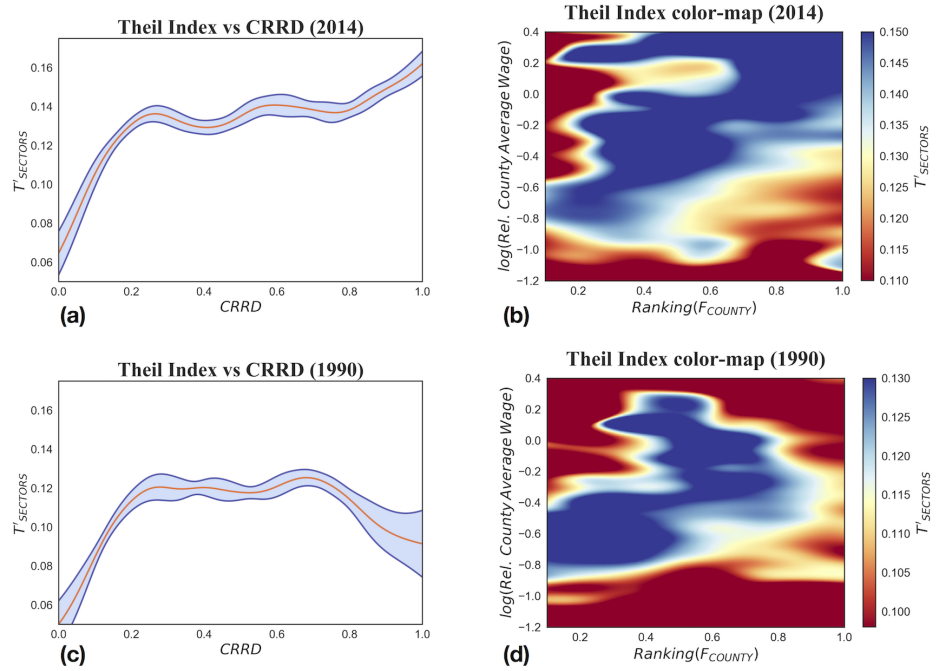 Theil Index vs CRRD (2014)
0.16
0.14
0.12
0.10
0.08
0.06
T'SECTORS
0.0 0.2 0.4 0.6 0.8 1.0
CRRD
(a)
Theil Index color-map (2014)
0.4
0.2
0.0
−0.2
−0.4
−0.6
−0.8
−1.0
−1.2
log(Rel. County Average Wage)
0.2 0.4 0.6 0.8 1.0
Ranking(FCOUNTY)
0.150
0.145
0.140
0.135
0.130
0.125
0.120
0.115
0.110
T'SECTORS
(b)
Theil Index vs CRRD (1990)
0.16
0.14
0.12
0.10
0.08
0.06
T'SECTORS
0.0 0.2 0.4 0.6 0.8 1.0
CRRD
(c)
Theil Index color-map (1990)
0.4
0.2
0.0
−0.2
−0.4
−0.6
−0.8
−1.0
−1.2
log(Rel. County Average Wage)
0.2 0.4 0.6 0.8 1.0
Ranking(FCOUNTY)
0.130
0.125
0.120
0.115
0.110
0.105
0.100
T'SECTORS
(d)